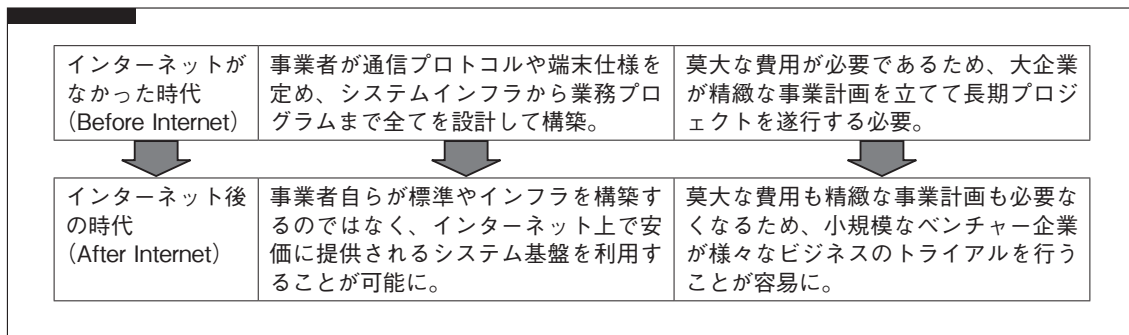 インターネットが
なかった時代
（Before Internet）
事業者が通信プロトコルや端末仕様を
定め、システムインフラから業務プロ
グラムまで全てを設計して構築。
莫大な費用が必要であるため、大企業
が精緻な事業計画を立てて長期プロジ
ェクトを遂行する必要。
インターネット後
の時代
（After Internet）
事業者自らが標準やインフラを構築す
るのではなく、インターネット上で安
価に提供されるシステム基盤を利用す
ることが可能に。
莫大な費用も精緻な事業計画も必要な
くなるため、小規模なベンチャー企業
が様々なビジネスのトライアルを行う
ことが容易に。